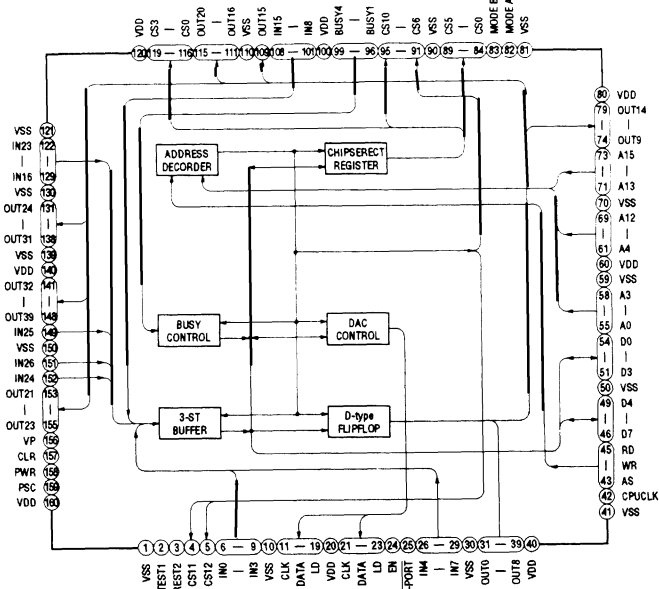 VDD CS3 — CS0 OUT20 — OUT16 VSS OUT15 IN15 — IN8 VDD BUSY4 — BUSY1 CS10 — CS6 VSS CS5 — CS0 MODE B MODE A VSS
120 119 — 116 115 — 111 110 109 108 — 101 100 99 — 96 95 — 91 90 89 — 84 83 82 81
80 VDD
79 OUT14
74 OUT9
73 A15
71 A13
70 VSS
69 A12
61 A4
60 VDD
59 VSS
58 A3
55 A0
54 D0
51 D3
50 VSS
49 D4
46 D7
45 RD
WR
43 AS
42 CPUCLK
41 VSS
VSS 121
IN23 122
IN16 129
VSS 130
OUT24 131
OUT31 138
VSS 139
VDD 140
OUT32 141
OUT39 148
IN25 149
VSS 150
IN26 151
IN24 152
OUT21 153
OUT23 155
VP 156
CLR 157
PWR 158
PSC 159
VDD 160
ADDRESS
DECORDER
CHIPSERECT
REGISTER
BUSY
CONTROL
DAC
CONTROL
3-ST
BUFFER
D-type
FLIPFLOP
1 2 3 4 5 6 — 9 10 11 — 19 20 21 — 23 24 25 26 — 29 30 31 — 39 40
VSS TEST1 REST2 CS11 CS12 IN0 — IN3 VSS CLK DATA LD VDD CLK DATA LD EN -PORT IN4 — IN7 VSS OUT0 — OUT8 VDD